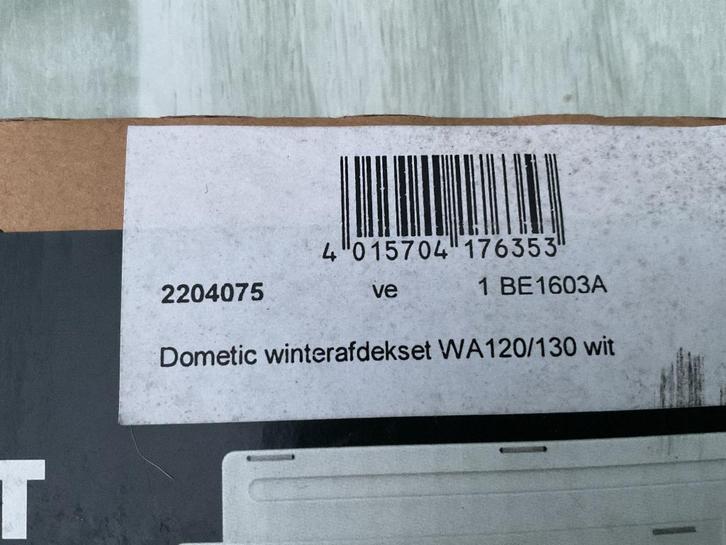 4 015704 176353
2204075 ve 1 BE1603A
Dometic winterafdekset WA120/130 wit
T